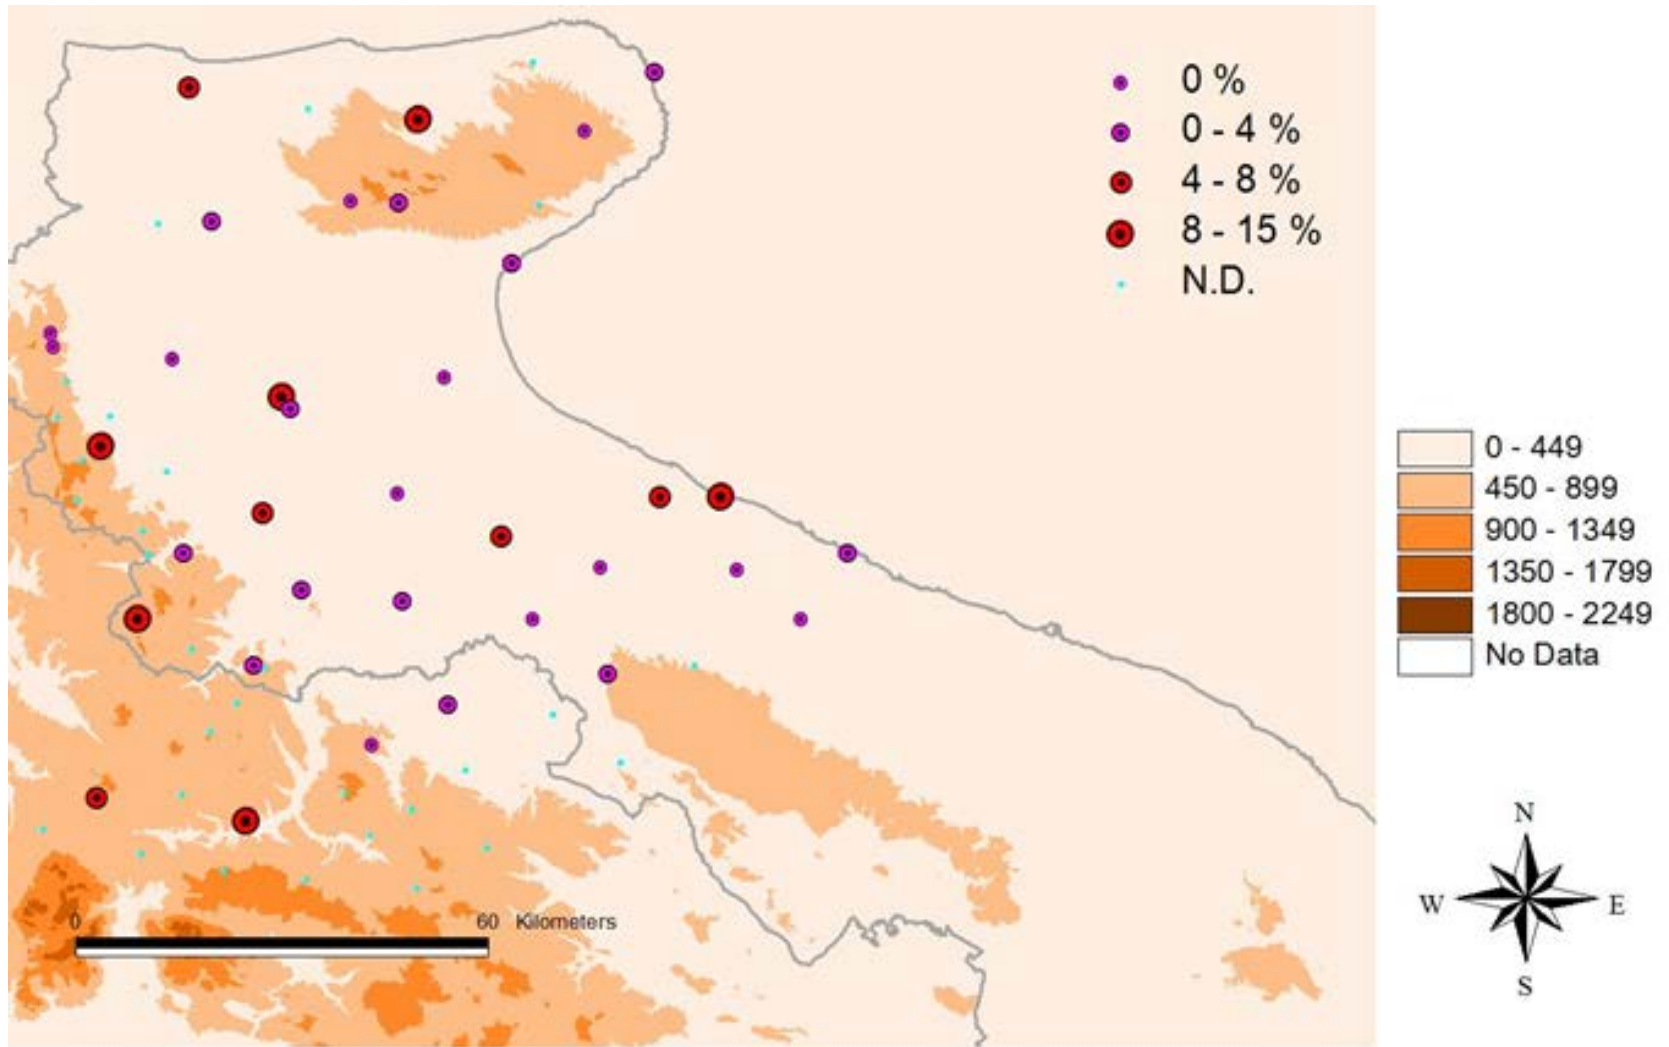 0 %
0 - 4 %
4 - 8 %
8 - 15 %
N.D.
0 - 449
450 - 899
900 - 1349
1350 - 1799
1800 - 2249
No Data
N
W E
S
0 60 Kilometers